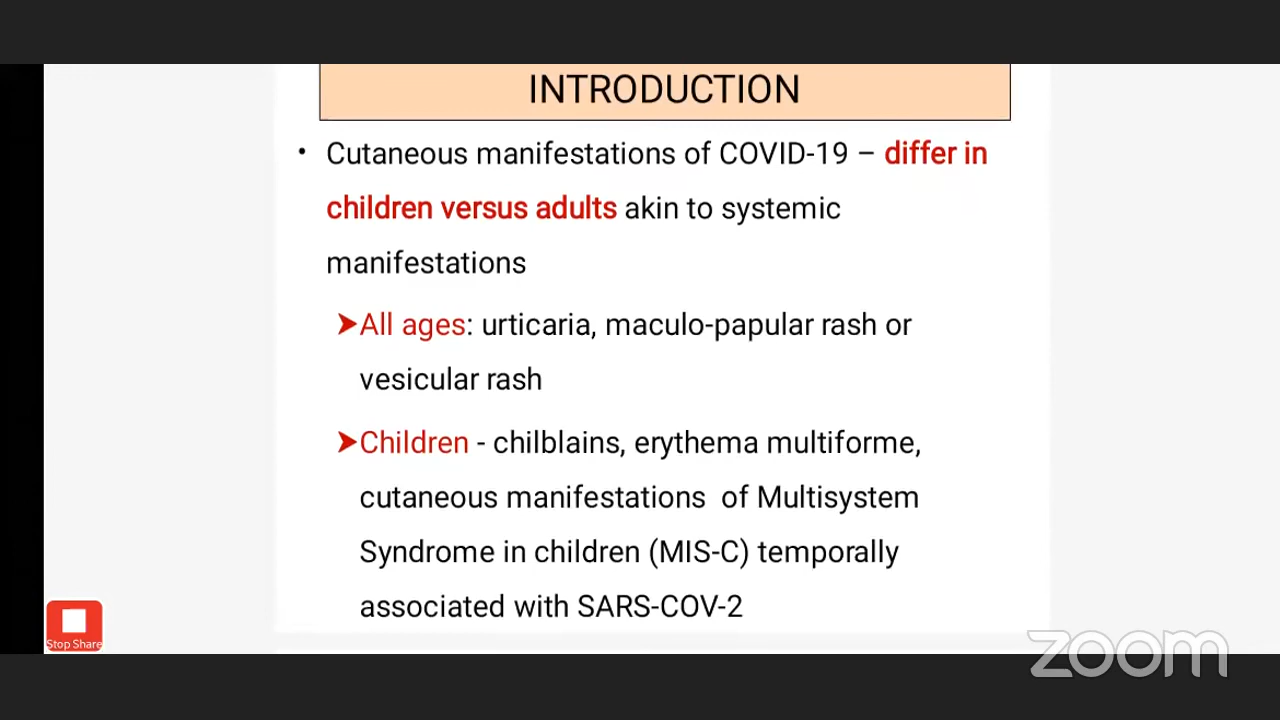 INTRODUCTION
• Cutaneous manifestations of COVID-19 – differ in
children versus adults akin to systemic
manifestations
➤All ages: urticaria, maculo-papular rash or
vesicular rash
➤Children - chilblains, erythema multiforme,
cutaneous manifestations of Multisystem
Syndrome in children (MIS-C) temporally
associated with SARS-COV-2
Stop Share
zoom